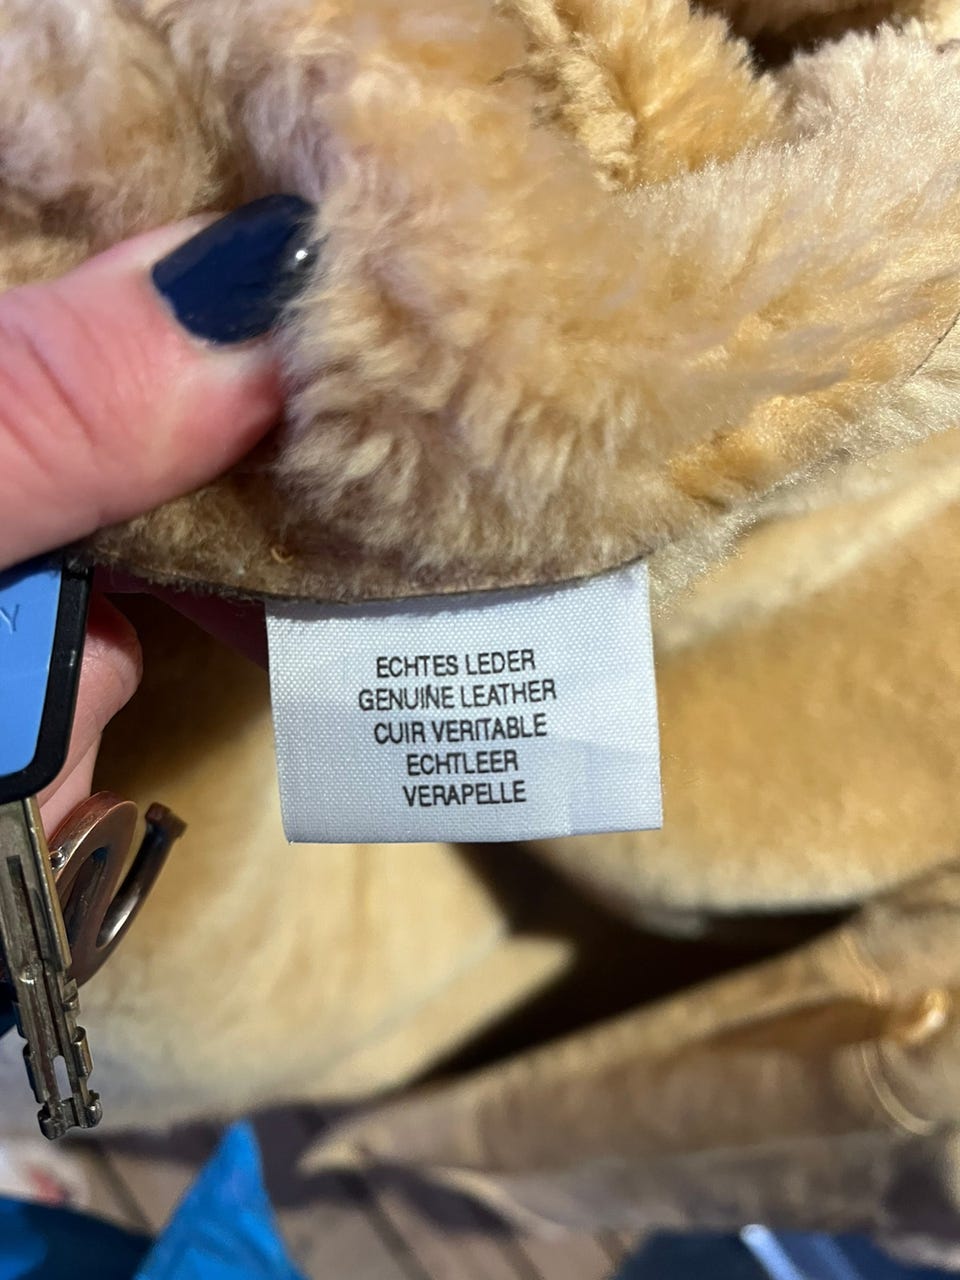 ECHTES LEDER
GENUINE LEATHER
CUIR VERITABLE
ECHTLEER
VERAPELLE
Y